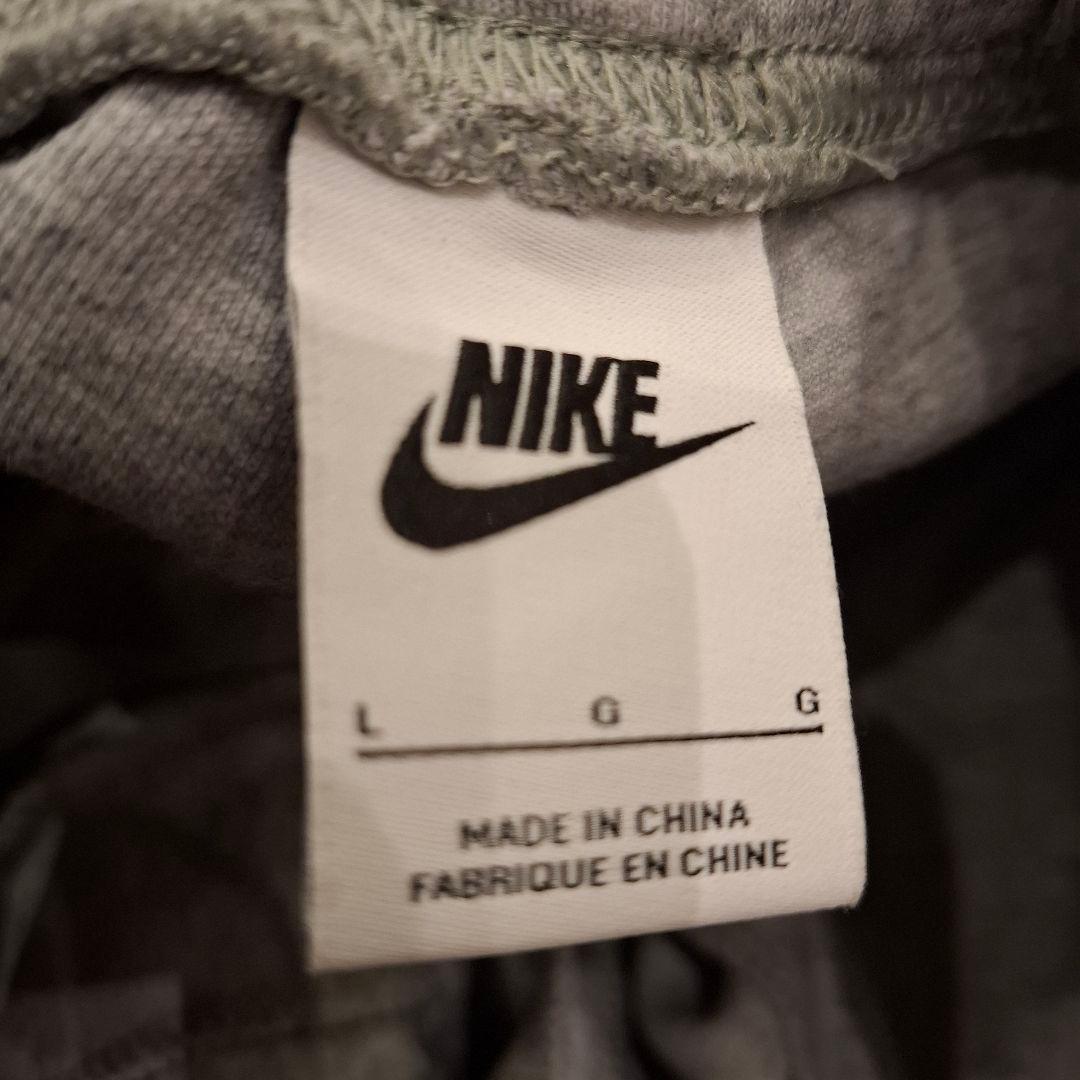 NIKE
L G G
MADE IN CHINA
FABRIQUE EN CHINE